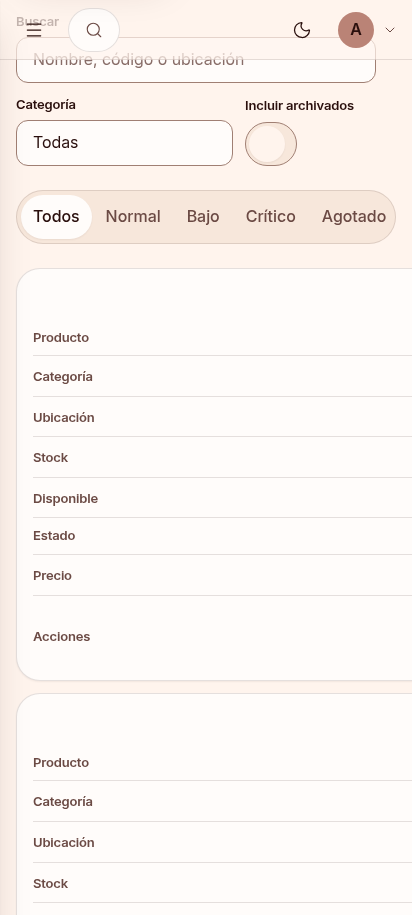 Buscar
A
Nombre, código o ubicación
Categoría
Incluir archivados
Todas
Todos Normal Bajo Crítico Agotado
Producto
Categoría
Ubicación
Stock
Disponible
Estado
Precio
Acciones
Producto
Categoría
Ubicación
Stock